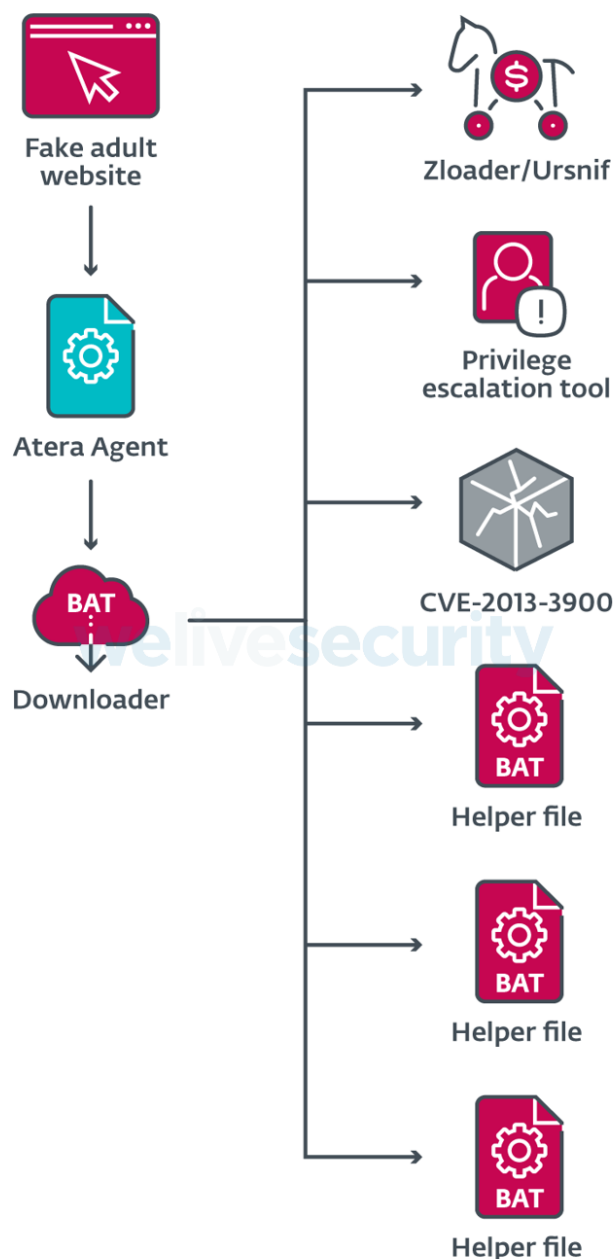 Fake adult
website
Atera Agent
BAT
Downloader
$
Zloader/Ursnif
!
Privilege
escalation tool
CVE-2013-3900
welivesecurity
BAT
Helper file
BAT
Helper file
BAT
Helper file